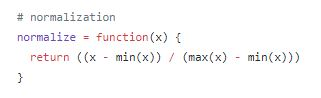 # normalization
normalize = function(x) {
  return ((x - min(x)) / (max(x) - min(x)))
}